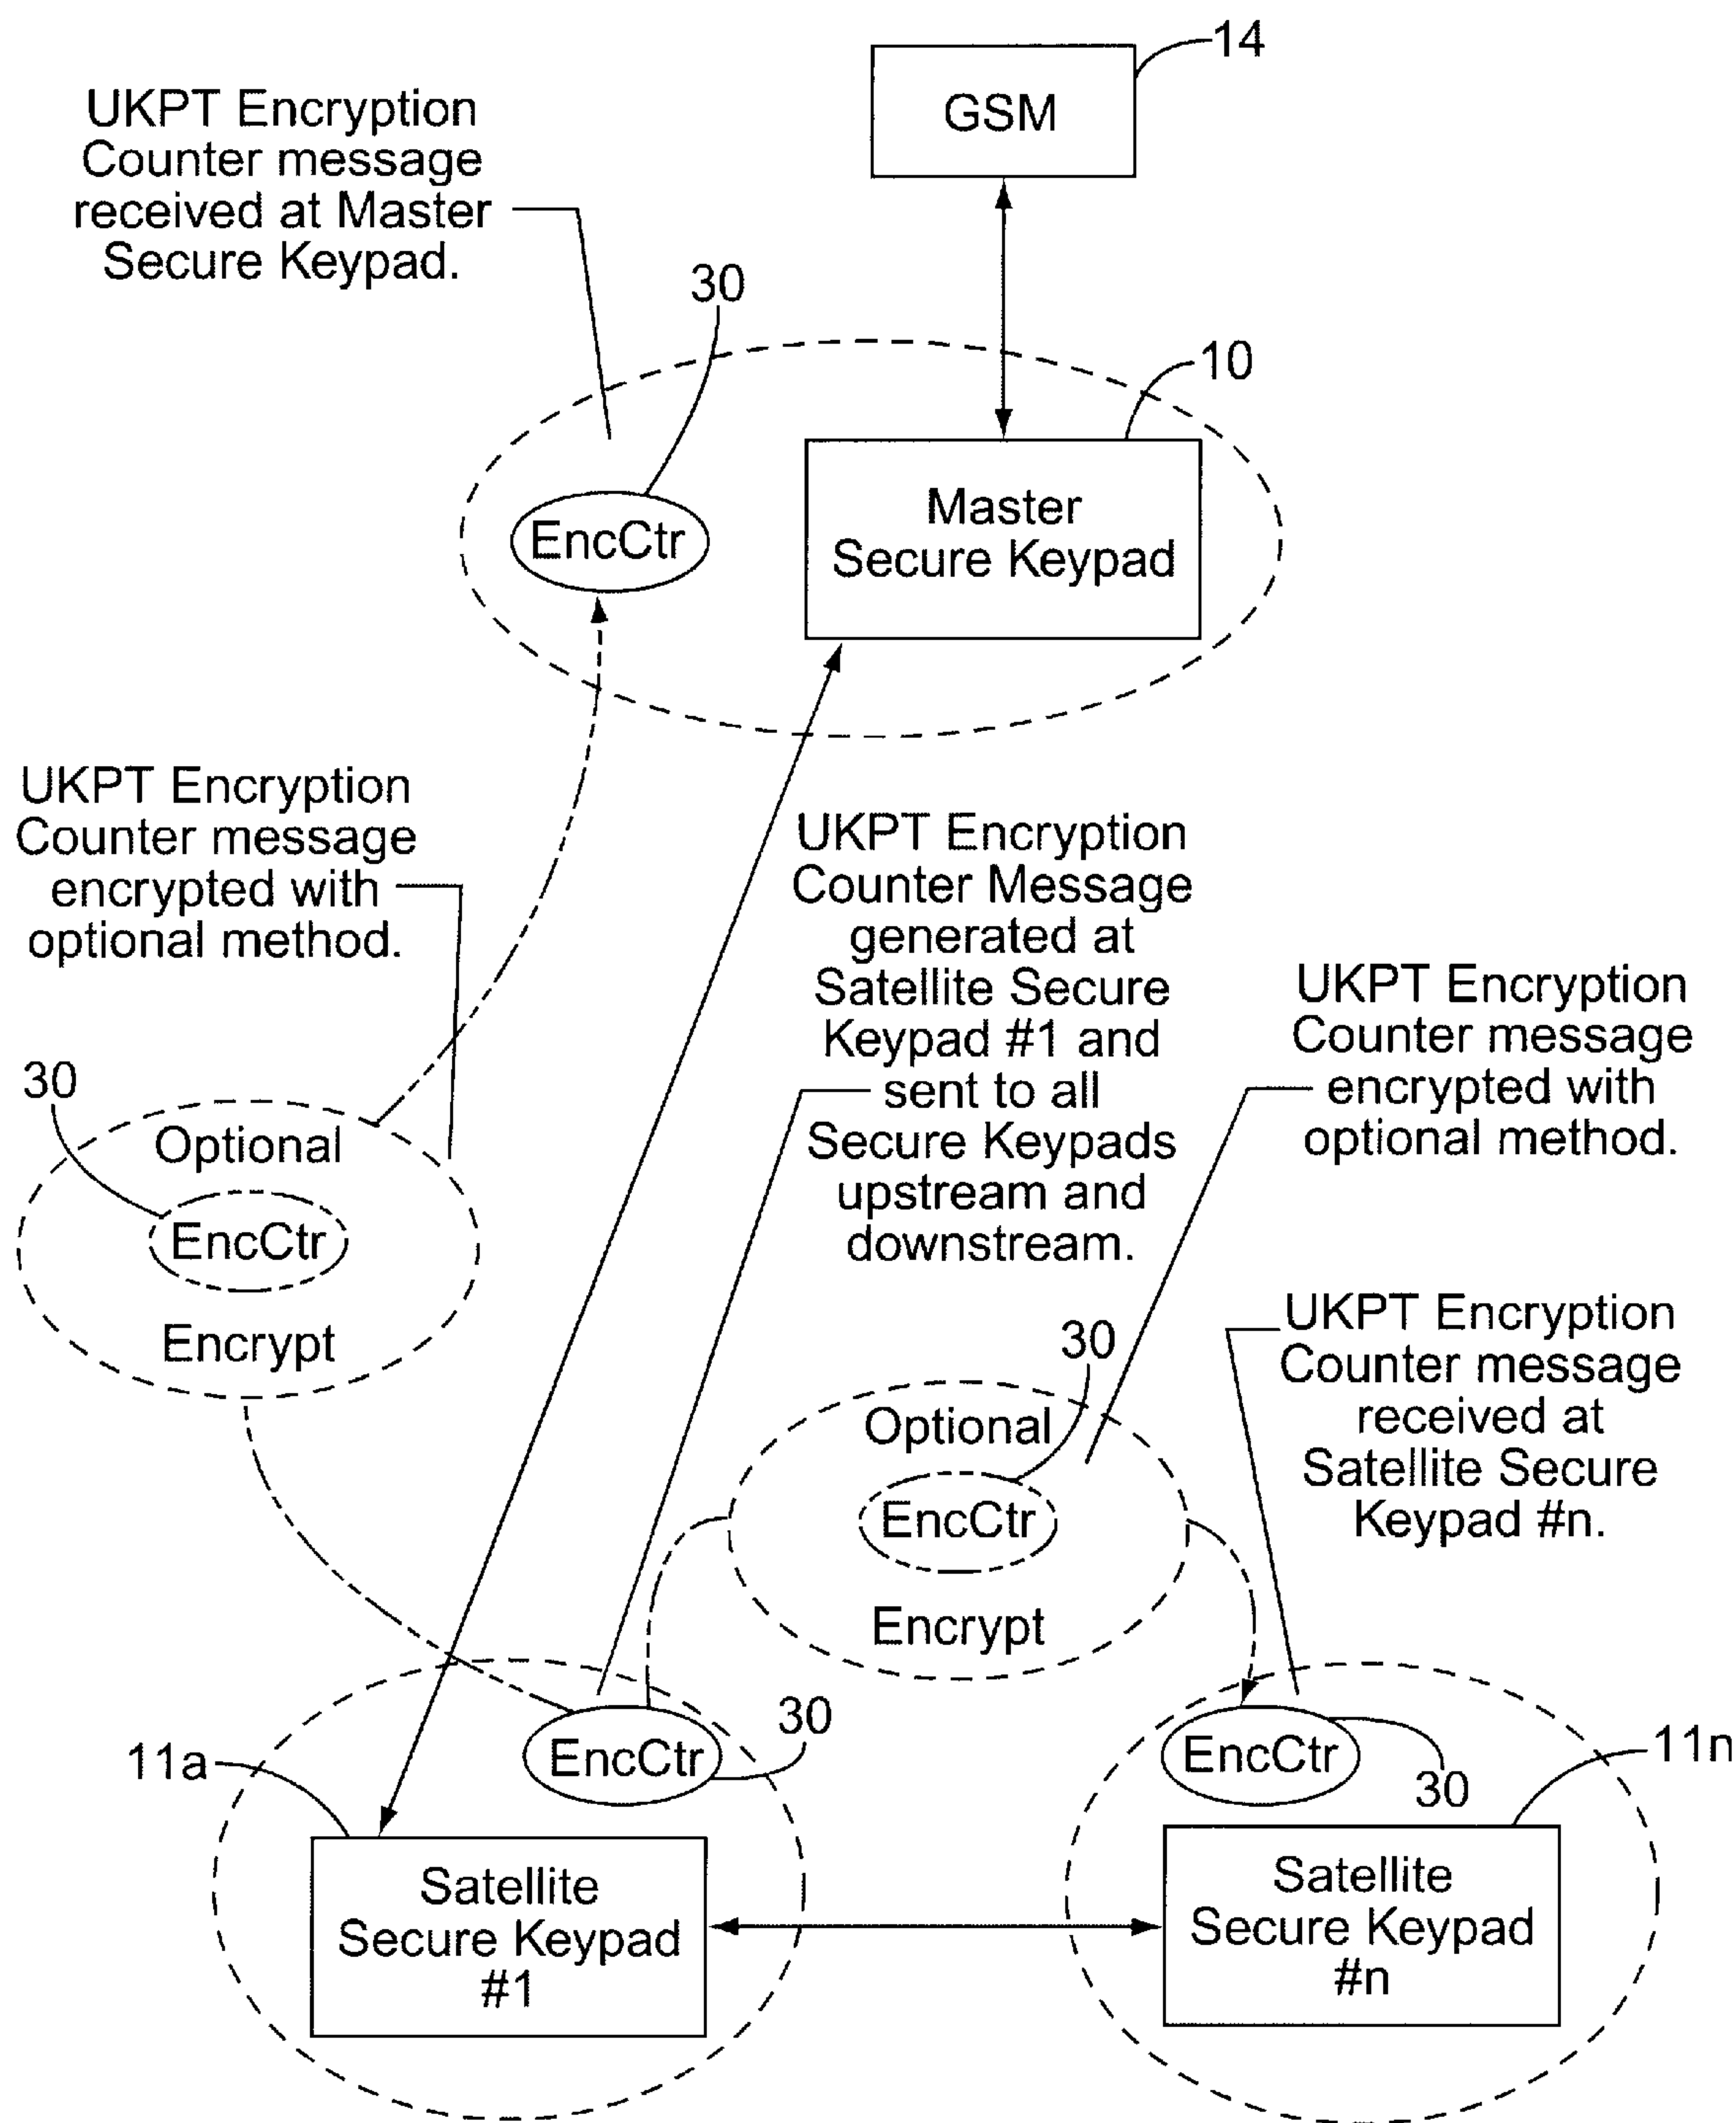 14
GSM
UKPT Encryption
Counter message
received at Master
Secure Keypad.
30
10
EncCtr
Master
Secure Keypad
UKPT Encryption
Counter message
encrypted with
optional method.
UKPT Encryption
Counter Message
generated at
Satellite Secure
Keypad #1 and
sent to all
Secure Keypads
upstream and
downstream.
UKPT Encryption
Counter message
encrypted with
optional method.
30
Optional
EncCtr
Encrypt
30
Optional
EncCtr
Encrypt
UKPT Encryption
Counter message
received at
Satellite Secure
Keypad #n.
11a
EncCtr
30
EncCtr
30
11n
Satellite
Secure Keypad
#1
Satellite
Secure Keypad
#n